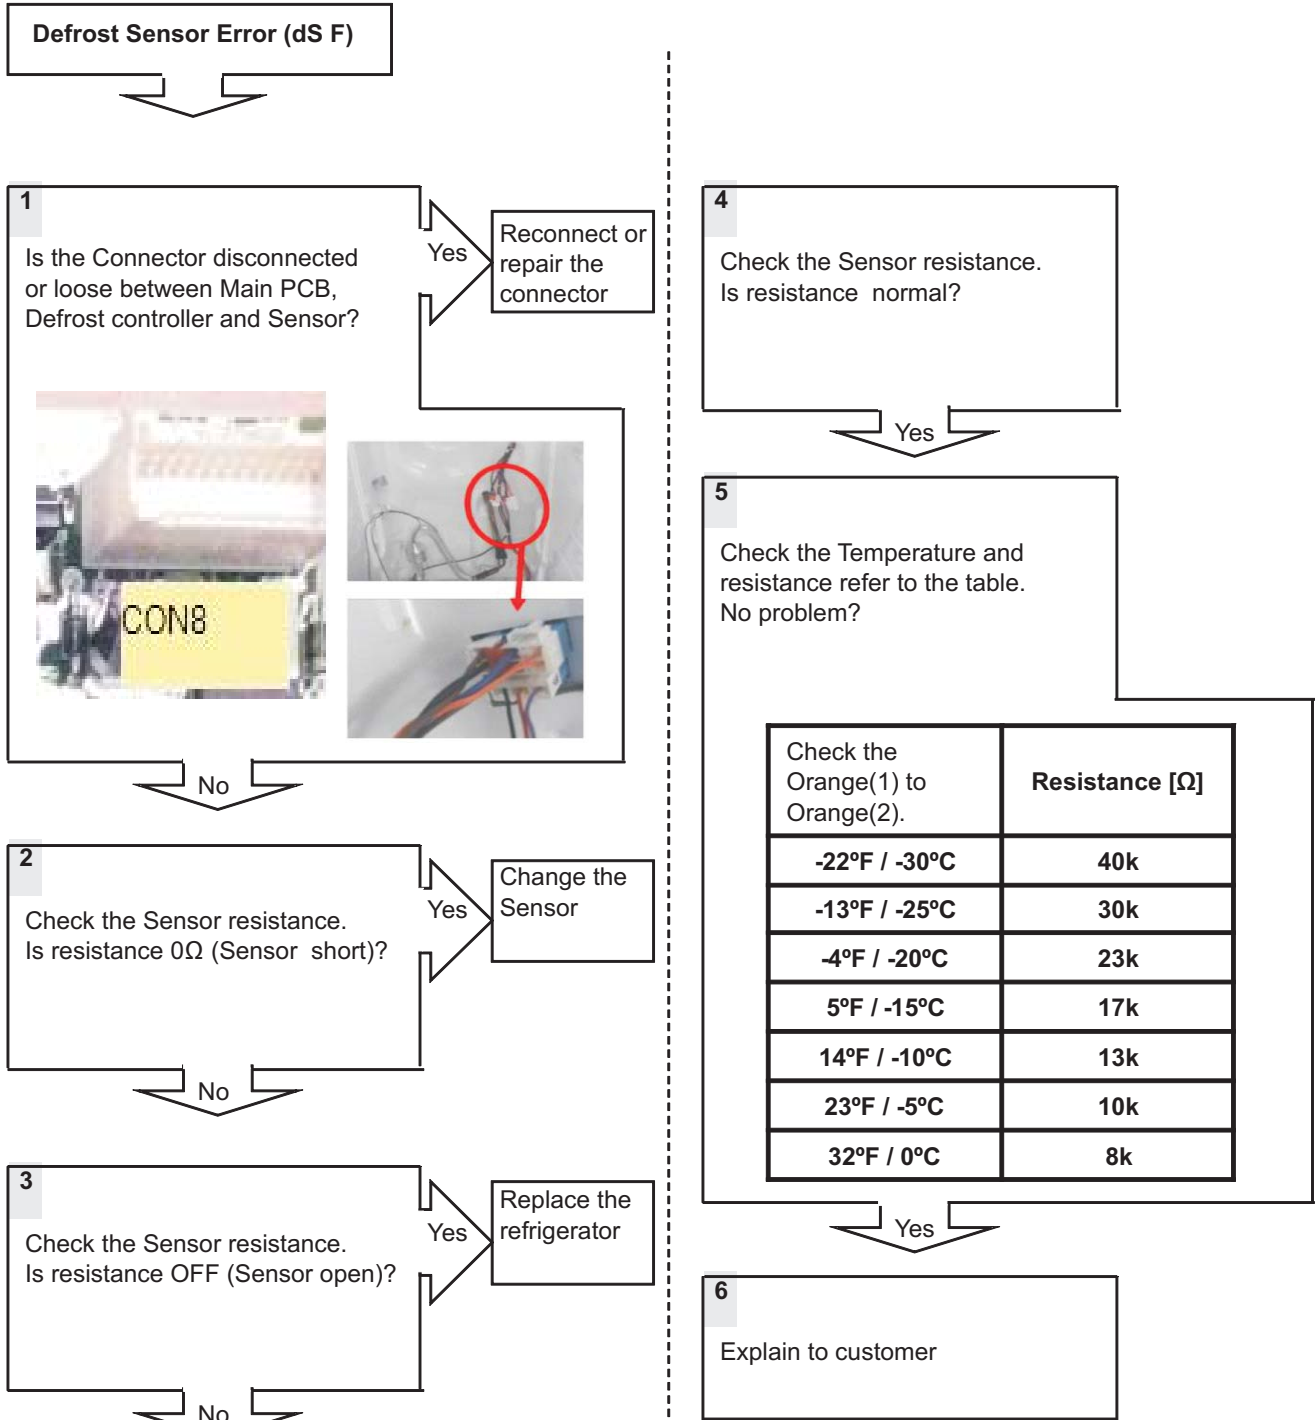 Defrost Sensor Error (dS F)
1
Is the Connector disconnected
or loose between Main PCB,
Defrost controller and Sensor?
Yes
Reconnect or
repair the
connector
CON8
No
2
Check the Sensor resistance.
Is resistance 0Ω (Sensor  short)?
Yes
Change the
Sensor
No
3
Check the Sensor resistance.
Is resistance OFF (Sensor open)?
Yes
Replace the
refrigerator
No
4
Check the Sensor resistance.
Is resistance  normal?
Yes
5
Check the Temperature and
resistance refer to the table.
No problem?
Check the
Orange(1) to
Orange(2).
Resistance [Ω]
-22ºF / -30ºC 40k
-13ºF / -25ºC 30k
-4ºF / -20ºC 23k
5ºF / -15ºC 17k
14ºF / -10ºC 13k
23ºF / -5ºC 10k
32ºF / 0ºC 8k
Yes
6
Explain to customer